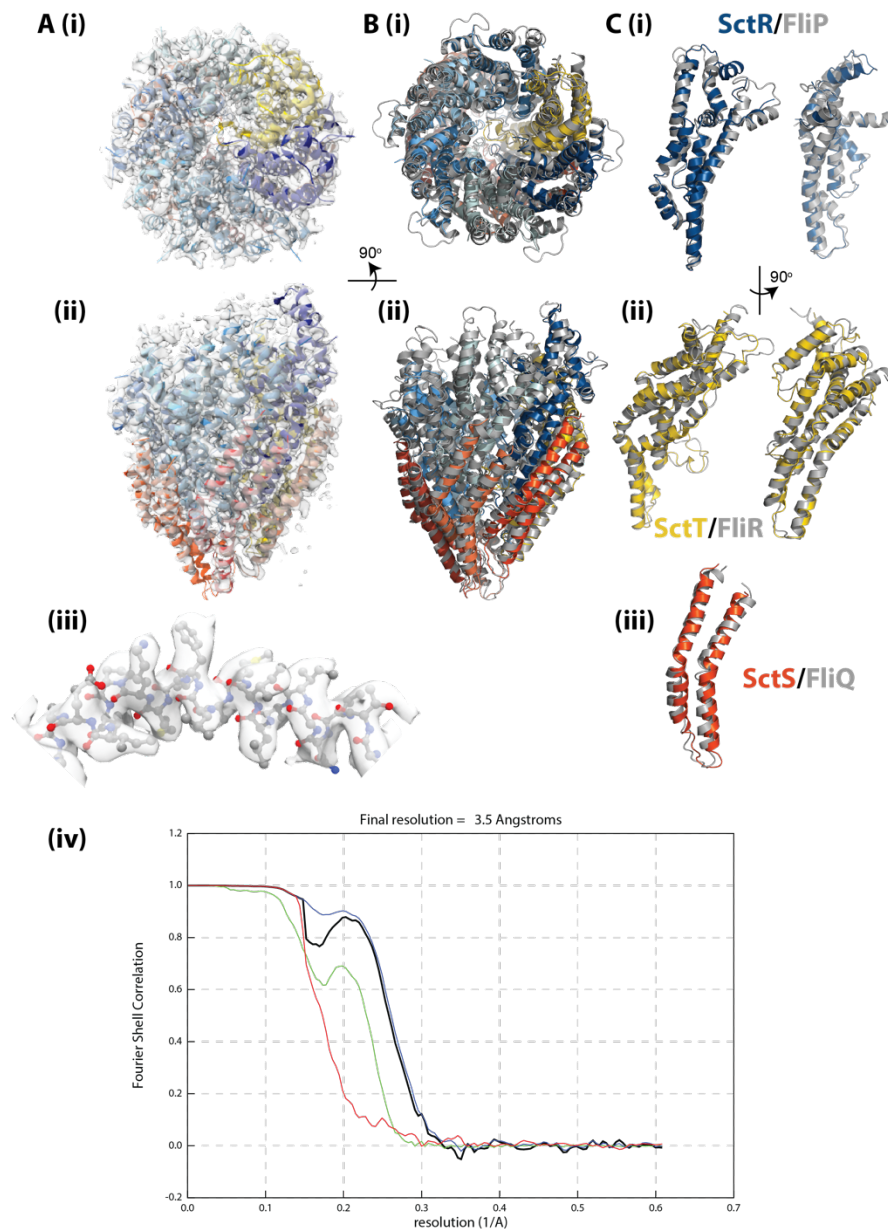 A (i)
B (i)
C (i)
SctR/FliP
90°
90°
(ii)
(ii)
(ii)
SctT/FliR
(iii)
(iii)
SctS/FliQ
(iv)
Final resolution = 3.5 Angstroms
1.2
1.0
0.8
0.6
0.4
0.2
0.0
-0.2
Fourier Shell Correlation
0.0
0.1
0.2
0.3
0.4
0.5
0.6
0.7
resolution (1/A)